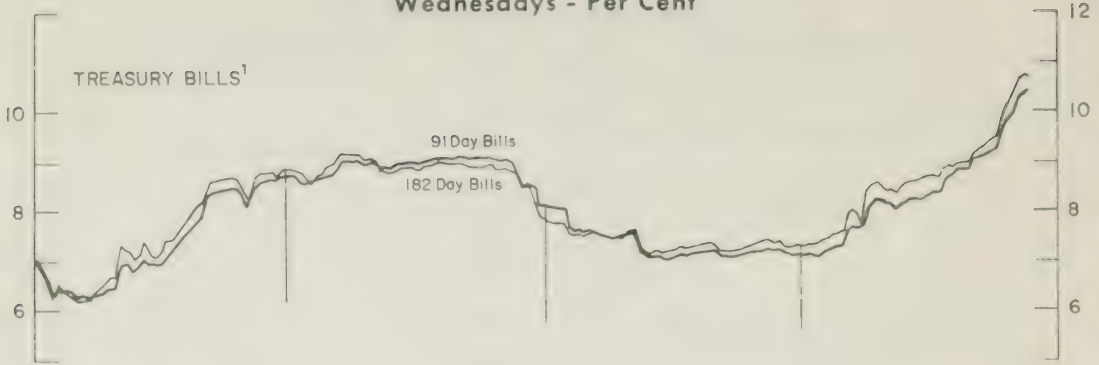 Wednesdays - Per Cent
12
TREASURY BILLS¹
10
10
91 Day Bills
182 Day Bills
8
8
6
6